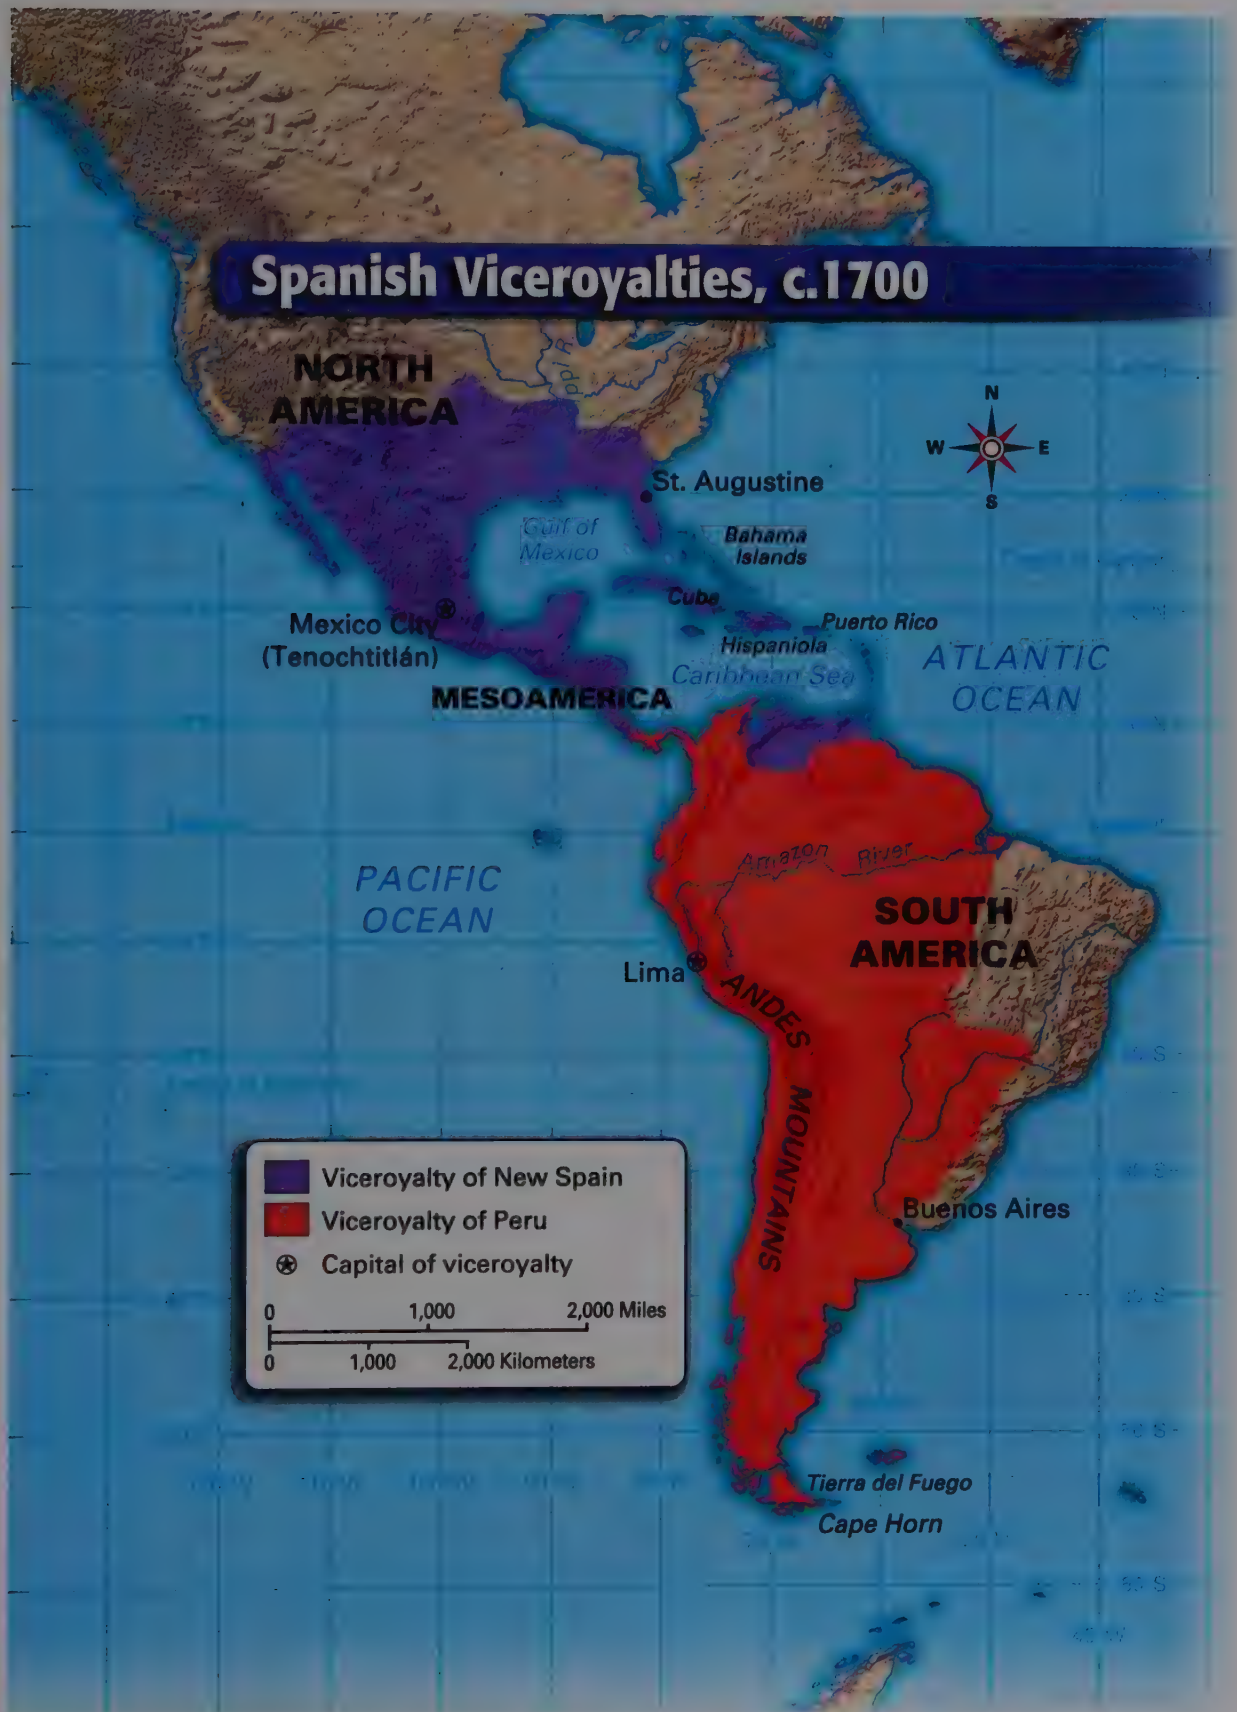 Spanish Viceroyalties, c.1700
NORTH
AMERICA
N
W
E
S
St. Augustine
Gulf of
Mexico
Bahama
Islands
Cuba
Mexico City
(Tenochtitlán)
Puerto Rico
Hispaniola
Caribbean Sea
ATLANTIC
OCEAN
MESOAMERICA
Amazon River
PACIFIC
OCEAN
SOUTH
AMERICA
Lima
ANDES
MOUNTAINS
Viceroyalty of New Spain
Viceroyalty of Peru
Capital of viceroyalty
0 1,000 2,000 Miles
0 1,000 2,000 Kilometers
Buenos Aires
Tierra del Fuego
Cape Horn